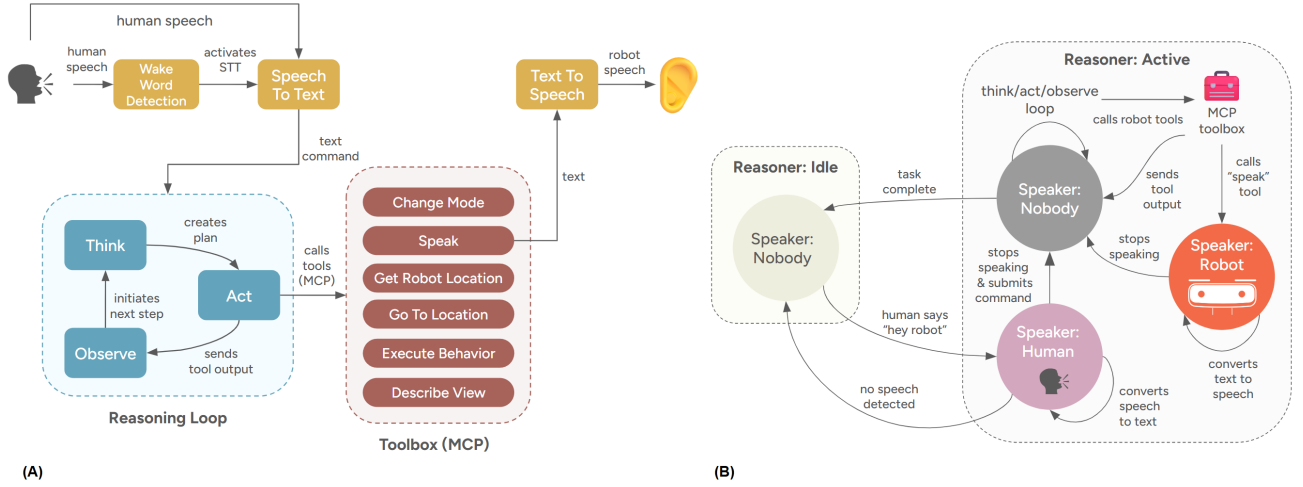 human speech
human
speech
Wake
Word
Detection
activates
STT
Speech
To Text
text
command
Think
creates
plan
Act
initiates
next step
Observe
sends
tool output
Reasoning Loop
calls
tools
(MCP)
Change Mode
Speak
Get Robot Location
Go To Location
Execute Behavior
Describe View
Toolbox (MCP)
text
Text To
Speech
robot
speech
(A)
Reasoner: Active
think/act/observe
loop
calls robot tools
MCP
toolbox
Reasoner: Idle
Speaker:
Nobody
task
complete
Speaker:
Nobody
sends
tool
output
calls
“speak”
tool
stops
speaking
Speaker:
Robot
stops
speaking
& submits
command
human says
“hey robot”
Speaker:
Human
no speech
detected
converts
speech
to text
converts
text to
speech
(B)